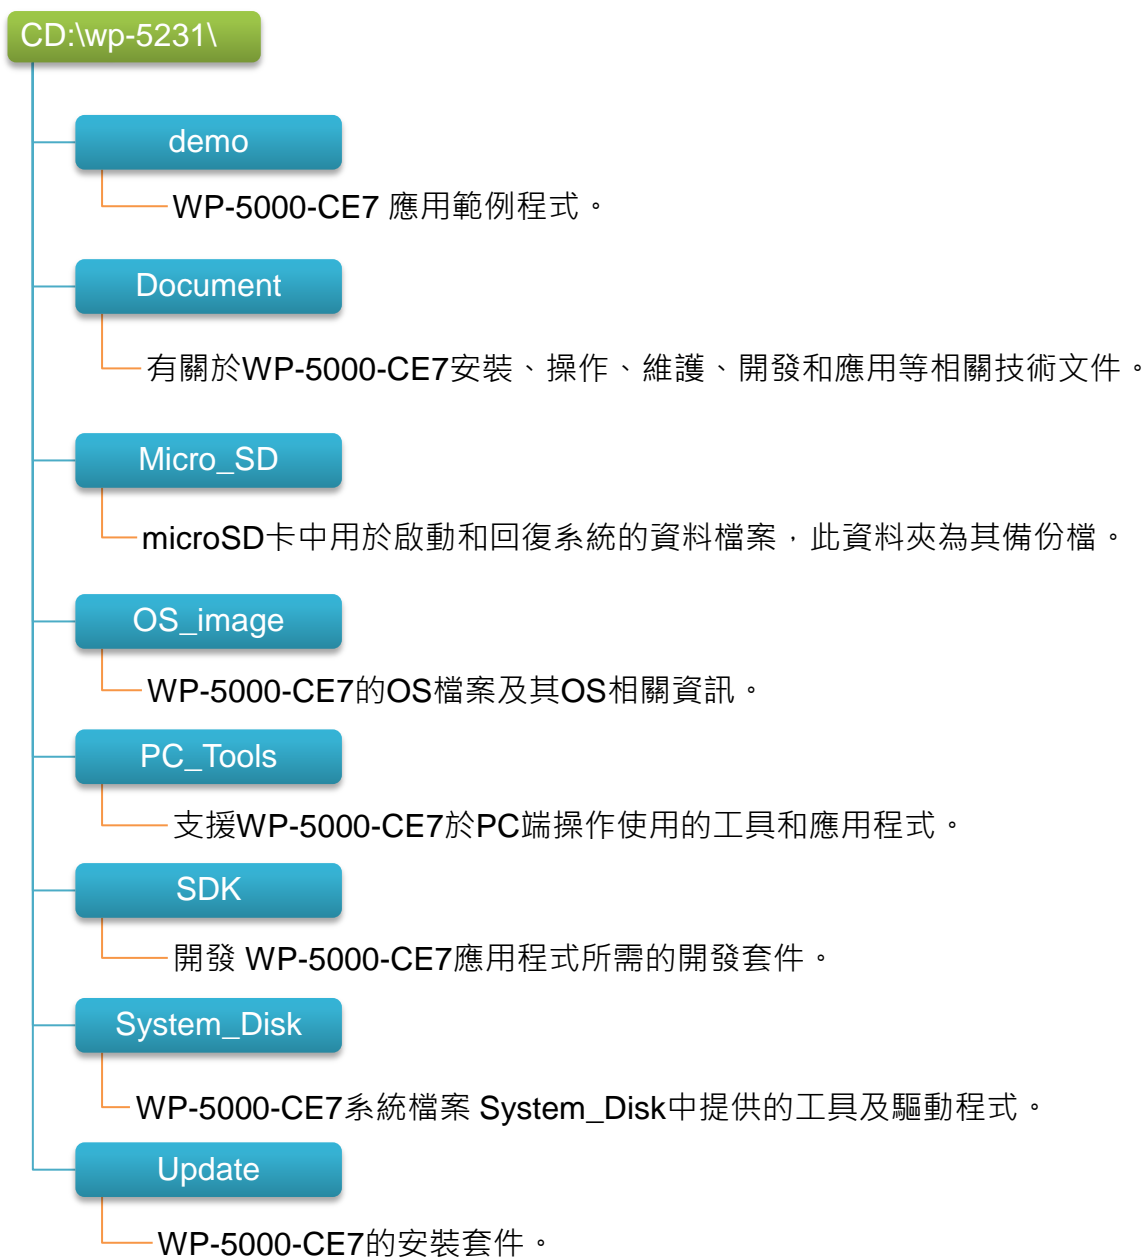 CD:\wp-5231\
demo
WP-5000-CE7 應用範例程式。
Document
有關於WP-5000-CE7安裝、操作、維護、開發和應用等相關技術文件。
Micro_SD
microSD卡中用於啟動和回復系統的資料檔案，此資料夾為其備份檔。
OS_image
WP-5000-CE7的OS檔案及其OS相關資訊。
PC_Tools
支援WP-5000-CE7於PC端操作使用的工具和應用程式。
SDK
開發 WP-5000-CE7應用程式所需的開發套件。
System_Disk
WP-5000-CE7系統檔案 System_Disk中提供的工具及驅動程式。
Update
WP-5000-CE7的安裝套件。